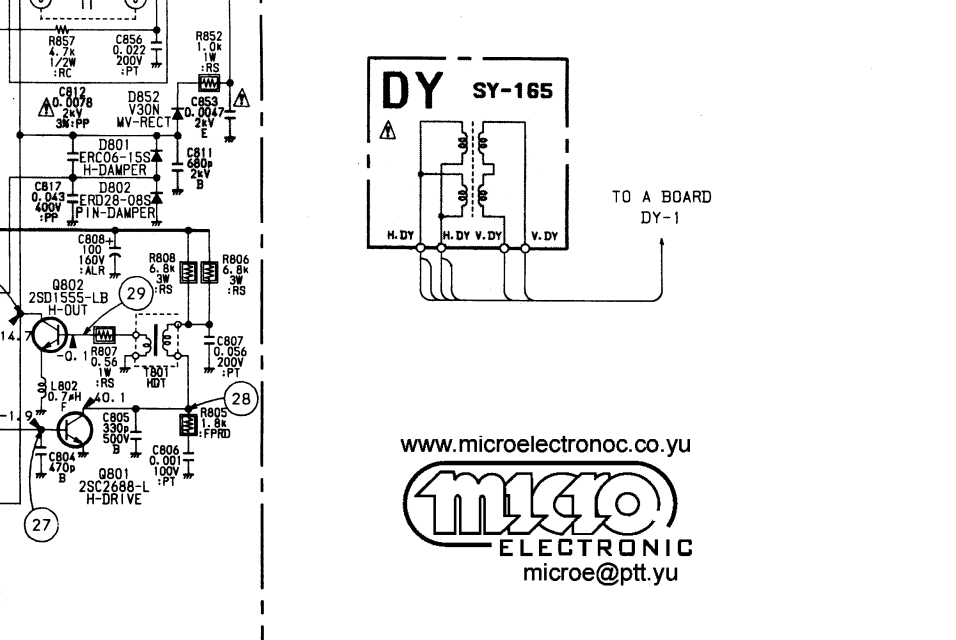 R857
4.7k
1/2W
:RC
C856
0.022
200V
:PT
R852
1.0k
1W
:RS
C812
0.0078
2kV
3%:PP
D852
V30N
MV-RECT
C853
0.0047
2kV
E
D801
ERC06-15S
H-DAMPER
C811
680p
2kV
B
C817
0.043
400V
:PP
D802
ERD28-08S
PIN-DAMPER
C808
+
100
160V
:ALR
R808
6.8k
3W
:RS
R806
6.8k
3W
:RS
Q802
2SD1555-LB
H-OUT
29
14.7
-0.1
R807
0.56
1W
:RS
T801
HDT
C807
0.056
200V
:PT
L802
0.7µH
F
40.1
28
-1.9
C805
330p
500V
B
R805
1.8k
:FPRD
C804
470p
B
C806
0.001
100V
:PT
Q801
2SC2688-L
H-DRIVE
27
DY SY-165
H.DY H.DY V.DY V.DY
TO A BOARD
DY-1
www.microelectronoc.co.yu
micro
ELECTRONIC
microe@ptt.yu